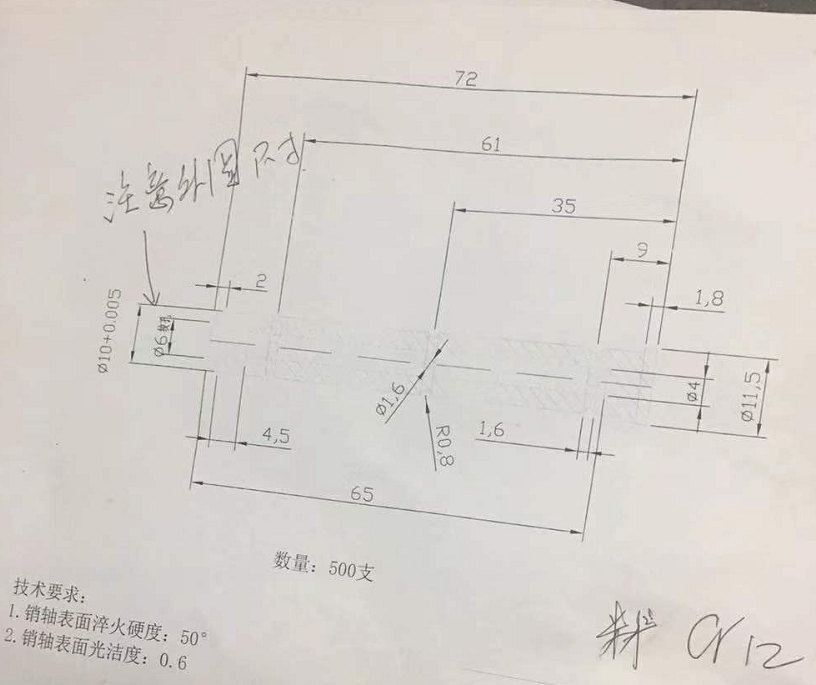 72
61
35
注意外圆尺寸
9
2
1,8
Ø10+0.005
Ø6
Ø1,6
Ø4
Ø11,5
4,5
R0,8
1,6
65
数量：500支
技术要求：
1.销轴表面淬火硬度：50°
2.销轴表面光洁度：0.6
料 Cr12